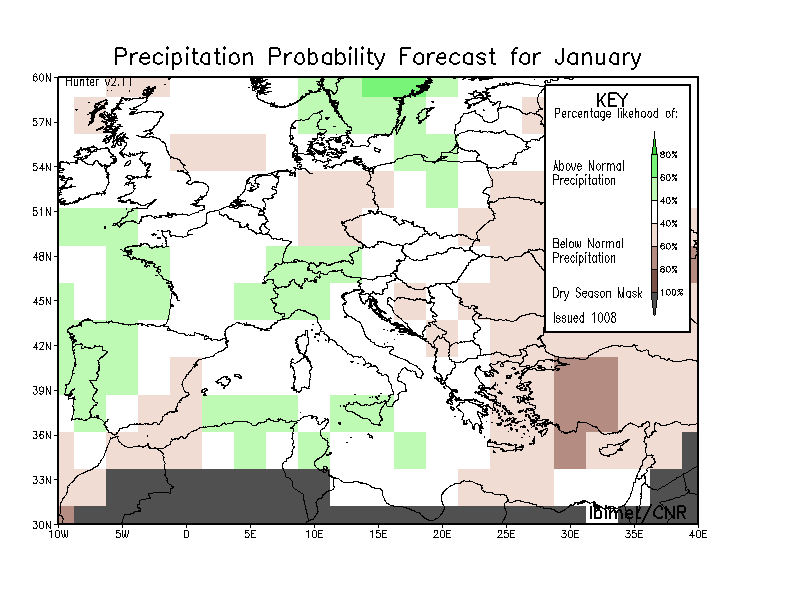 Precipitation Probability Forecast for January
Hunter v2.11
60N
57N
54N
51N
48N
45N
42N
39N
36N
33N
30N
10W
5W
0
5E
10E
15E
20E
25E
30E
35E
40E
KEY
Percentage likehood of:
Above Normal
Precipitation
80%
60%
40%
40%
60%
80%
100%
Below Normal
Precipitation
Dry Season Mask
Issued 1008
Ibimet/CNR